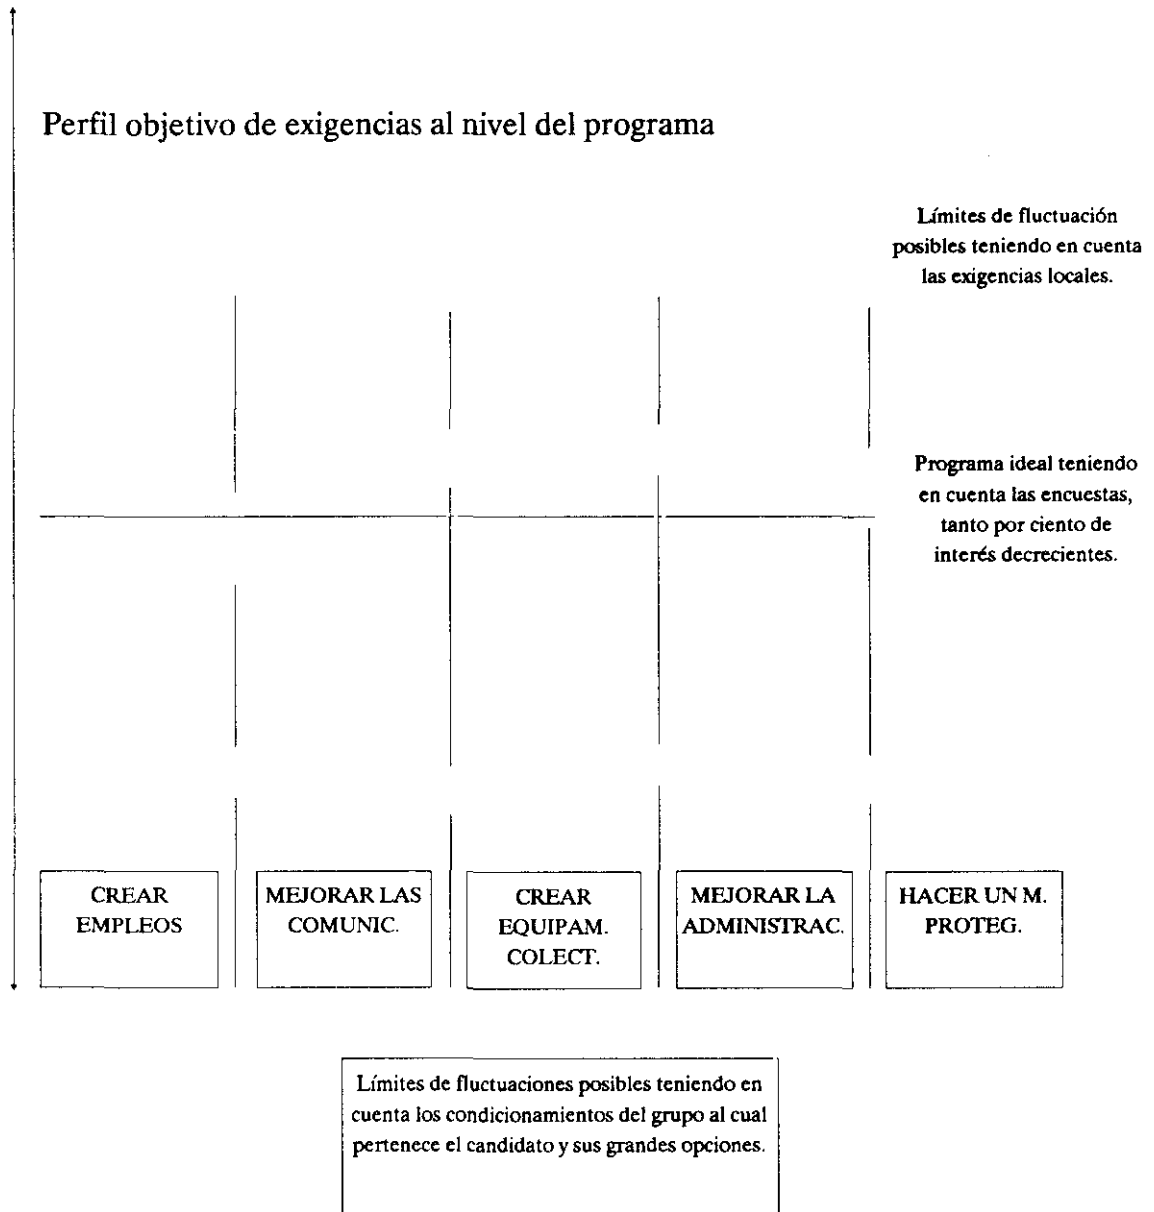 Perfil objetivo de exigencias al nivel del programa
Límites de fluctuación
posibles teniendo en cuenta
las exigencias locales.
Programa ideal teniendo
en cuenta las encuestas,
tanto por ciento de
interés decrecientes.
CREAR
EMPLEOS
MEJORAR LAS
COMUNIC.
CREAR
EQUIPAM.
COLECT.
MEJORAR LA
ADMINISTRAC.
HACER UN M.
PROTEG.
Límites de fluctuaciones posibles teniendo en
cuenta los condicionamientos del grupo al cual
pertenece el candidato y sus grandes opciones.